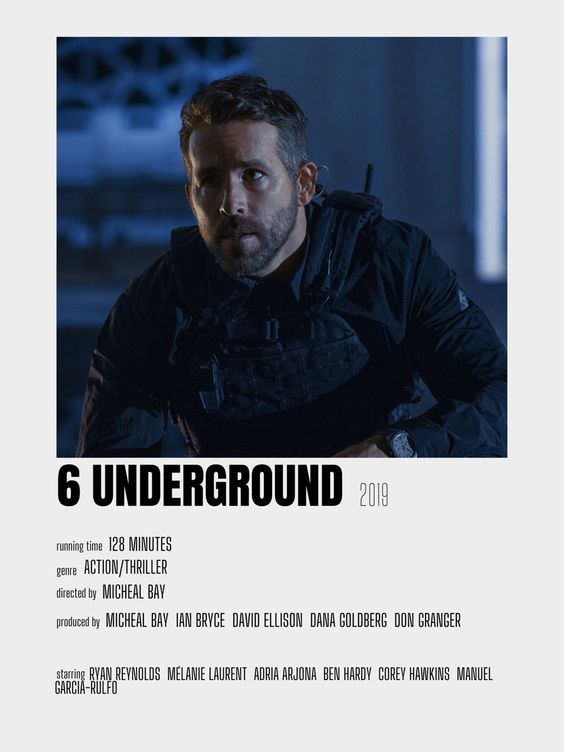 6 UNDERGROUND 2019
running time 128 MINUTES
genre ACTION/THRILLER
directed by MICHEAL BAY
produced by MICHEAL BAY IAN BRYCE DAVID ELLISON DANA GOLDBERG DON GRANGER
starring RYAN REYNOLDS MÉLANIE LAURENT ADRIA ARJONA BEN HARDY COREY HAWKINS MANUEL
GARCIA-RULFO